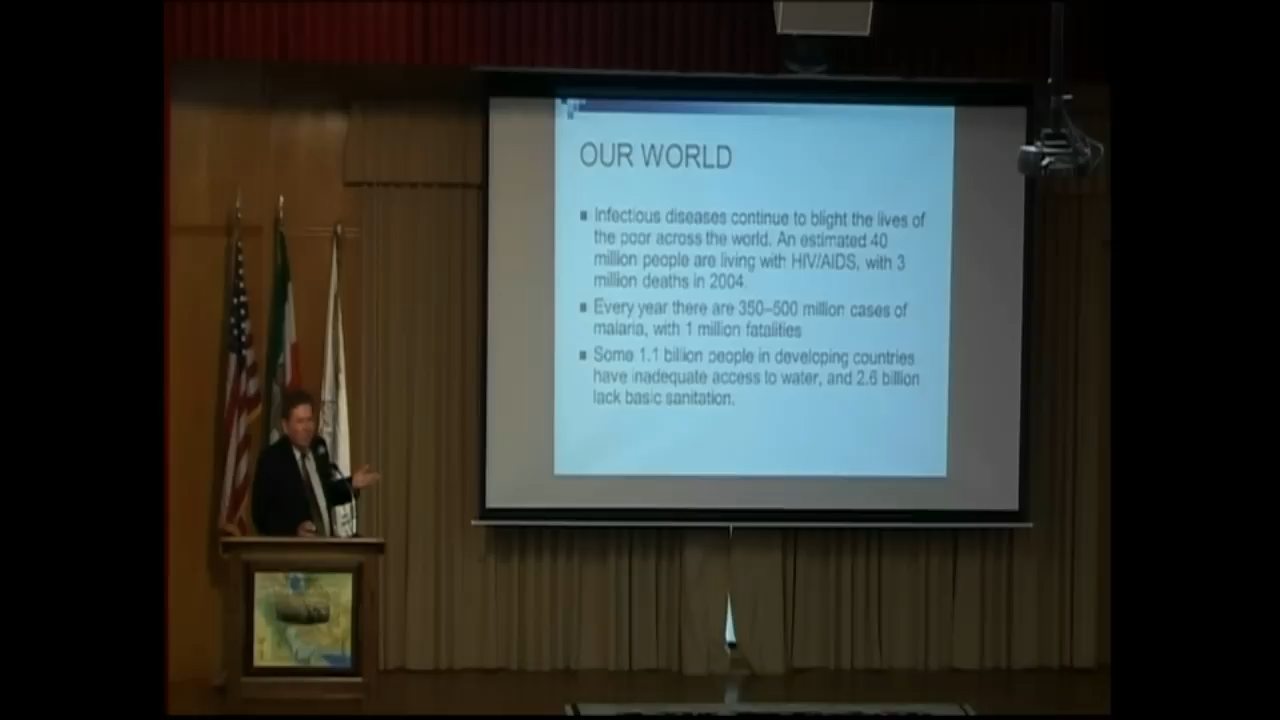 OUR WORLD
Infectious diseases continue to blight the lives of
the poor across the world. An estimated 40
million people are living with HIV/AIDS, with 3
million deaths in 2004.
Every year there are 350–500 million cases of
malaria, with 1 million fatalities
Some 1.1 billion people in developing countries
have inadequate access to water, and 2.6 billion
lack basic sanitation.